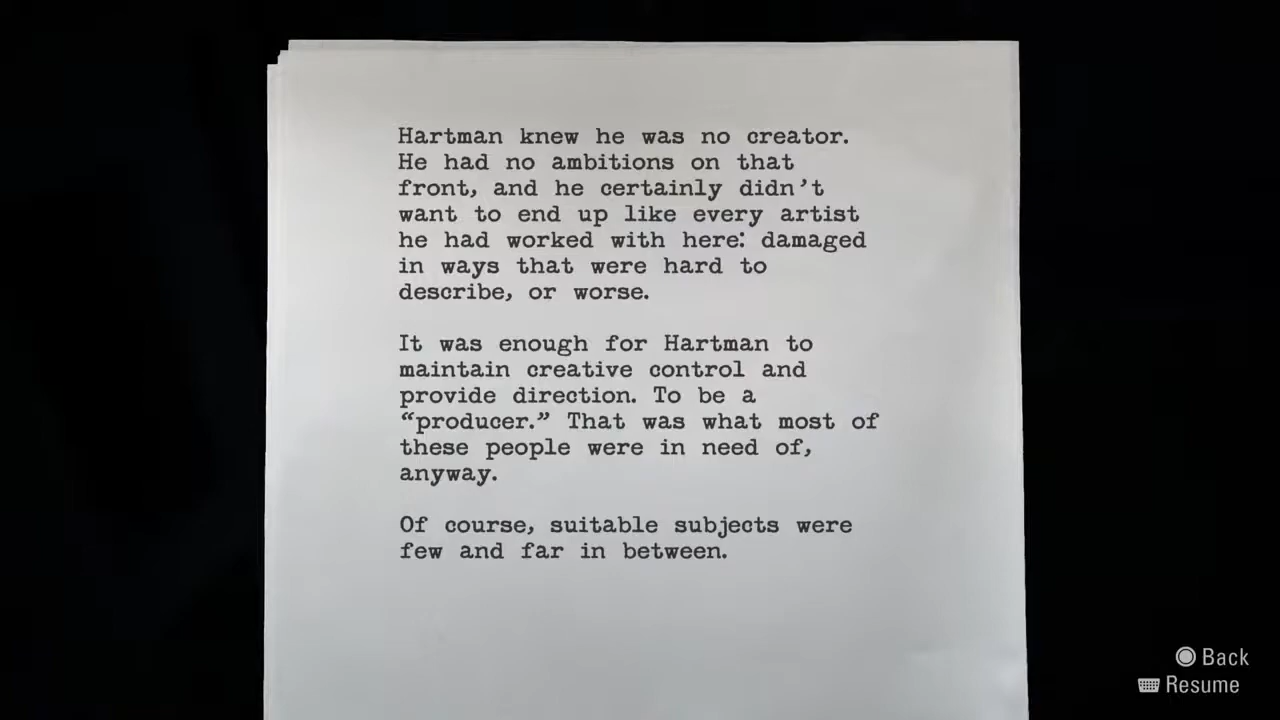 Hartman knew he was no creator.
He had no ambitions on that
front, and he certainly didn't
want to end up like every artist
he had worked with here: damaged
in ways that were hard to
describe, or worse.
It was enough for Hartman to
maintain creative control and
provide direction. To be a
“producer.” That was what most of
these people were in need of,
anyway.
Of course, suitable subjects were
few and far in between.
Back
Resume